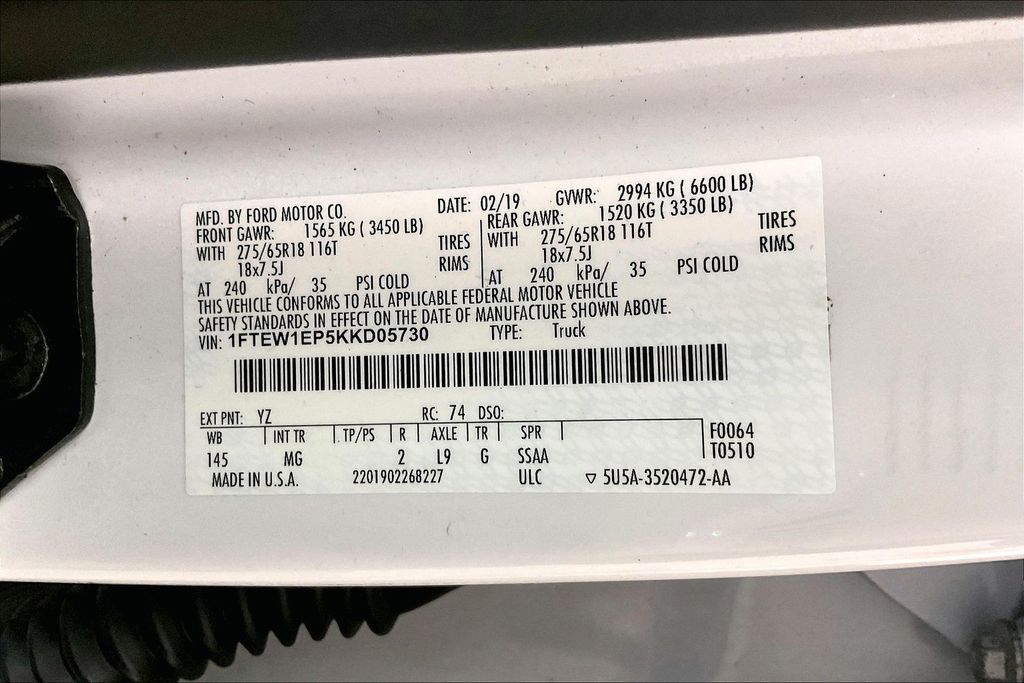 MFD. BY FORD MOTOR CO. DATE: 02/19 GVWR: 2994 KG ( 6600 LB)
FRONT GAWR: 1565 KG ( 3450 LB) REAR GAWR: 1520 KG ( 3350 LB)
WITH 275/65R18 116T TIRES WITH 275/65R18 116T TIRES
18x7.5J RIMS 18x7.5J RIMS
AT 240 kPa/ 35 PSI COLD AT 240 kPa/ 35 PSI COLD
THIS VEHICLE CONFORMS TO ALL APPLICABLE FEDERAL MOTOR VEHICLE
SAFETY STANDARDS IN EFFECT ON THE DATE OF MANUFACTURE SHOWN ABOVE.
VIN: 1FTEW1EP5KKD05730 TYPE: Truck
EXT PNT: YZ RC: 74 DSO:
WB INT TR TP/PS R AXLE TR SPR F0064
145 MG 2 L9 G SSAA T0510
MADE IN U.S.A. 2201902268227 ULC ▽ 5U5A-3520472-AA